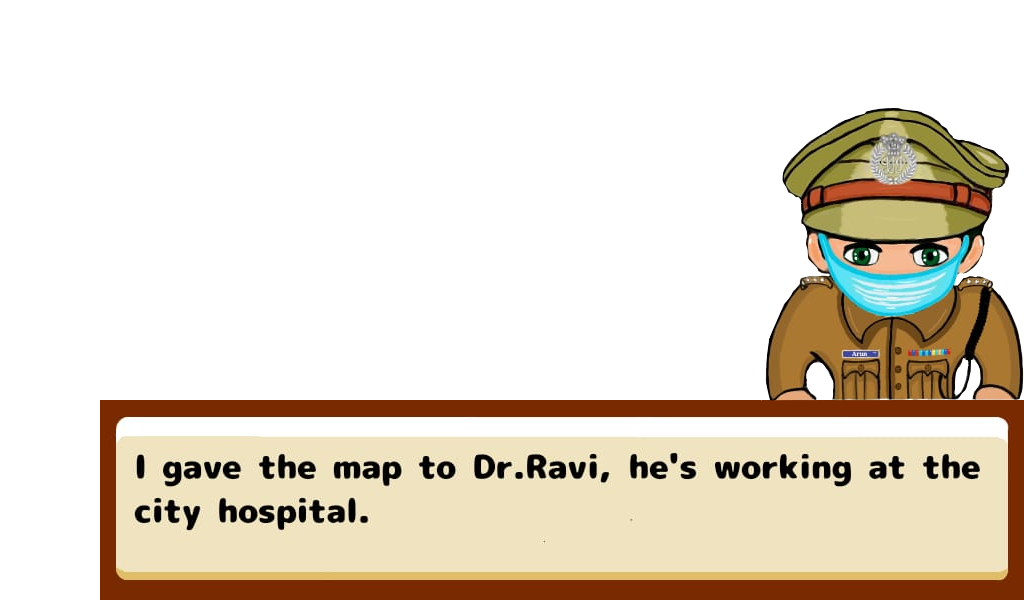 Arun
I gave the map to Dr.Ravi, he's working at the
city hospital.